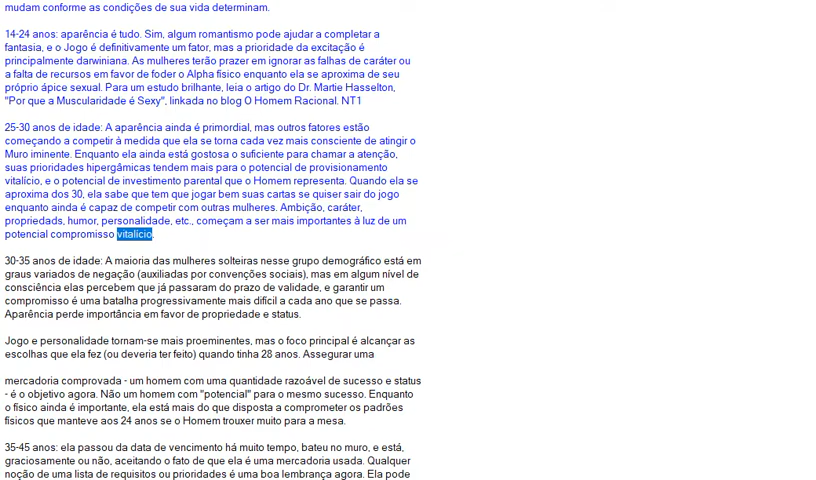 mudam conforme as condições de sua vida determinam.
14-24 anos: aparência é tudo. Sim, algum romantismo pode ajudar a completar a
fantasia, e o Jogo é definitivamente um fator, mas a prioridade da excitação é
principalmente darwiniana. As mulheres terão prazer em ignorar as falhas de caráter ou
a falta de recursos em favor de foder o Alpha físico enquanto ela se aproxima de seu
próprio ápice sexual. Para um estudo brilhante, leia o artigo do Dr. Martie Hasselton,
"Por que a Muscularidade é Sexy", linkada no blog O Homem Racional. NT1
25-30 anos de idade: A aparência ainda é primordial, mas outros fatores estão
começando a competir à medida que ela se torna cada vez mais consciente de atingir o
Muro iminente. Enquanto ela ainda está gostosa o suficiente para chamar a atenção,
suas prioridades hipergâmicas tendem mais para o potencial de provisionamento
vitalício, e o potencial de investimento parental que o Homem representa. Quando ela se
aproxima dos 30, ela sabe que tem que jogar bem suas cartas se quiser sair do jogo
enquanto ainda é capaz de competir com outras mulheres. Ambição, caráter,
propriedads, humor, personalidade, etc., começam a ser mais importantes à luz de um
potencial compromisso vitalício.
30-35 anos de idade: A maioria das mulheres solteiras nesse grupo demográfico está em
graus variados de negação (auxiliadas por convenções sociais), mas em algum nível de
consciência elas percebem que já passaram do prazo de validade, e garantir um
compromisso é uma batalha progressivamente mais difícil a cada ano que se passa.
Aparência perde importância em favor de propriedade e status.
Jogo e personalidade tornam-se mais proeminentes, mas o foco principal é alcançar as
escolhas que ela fez (ou deveria ter feito) quando tinha 28 anos. Assegurar uma
mercadoria comprovada - um homem com uma quantidade razoável de sucesso e status
- é o objetivo agora. Não um homem com "potencial" para o mesmo sucesso. Enquanto
o físico ainda é importante, ela está mais do que disposta a comprometer os padrões
físicos que manteve aos 24 anos se o Homem trouxer muito para a mesa.
35-45 anos: ela passou da data de vencimento há muito tempo, bateu no muro, e está,
graciosamente ou não, aceitando o fato de que ela é uma mercadoria usada. Qualquer
noção de uma lista de requisitos ou prioridades é uma boa lembrança agora. Ela pode